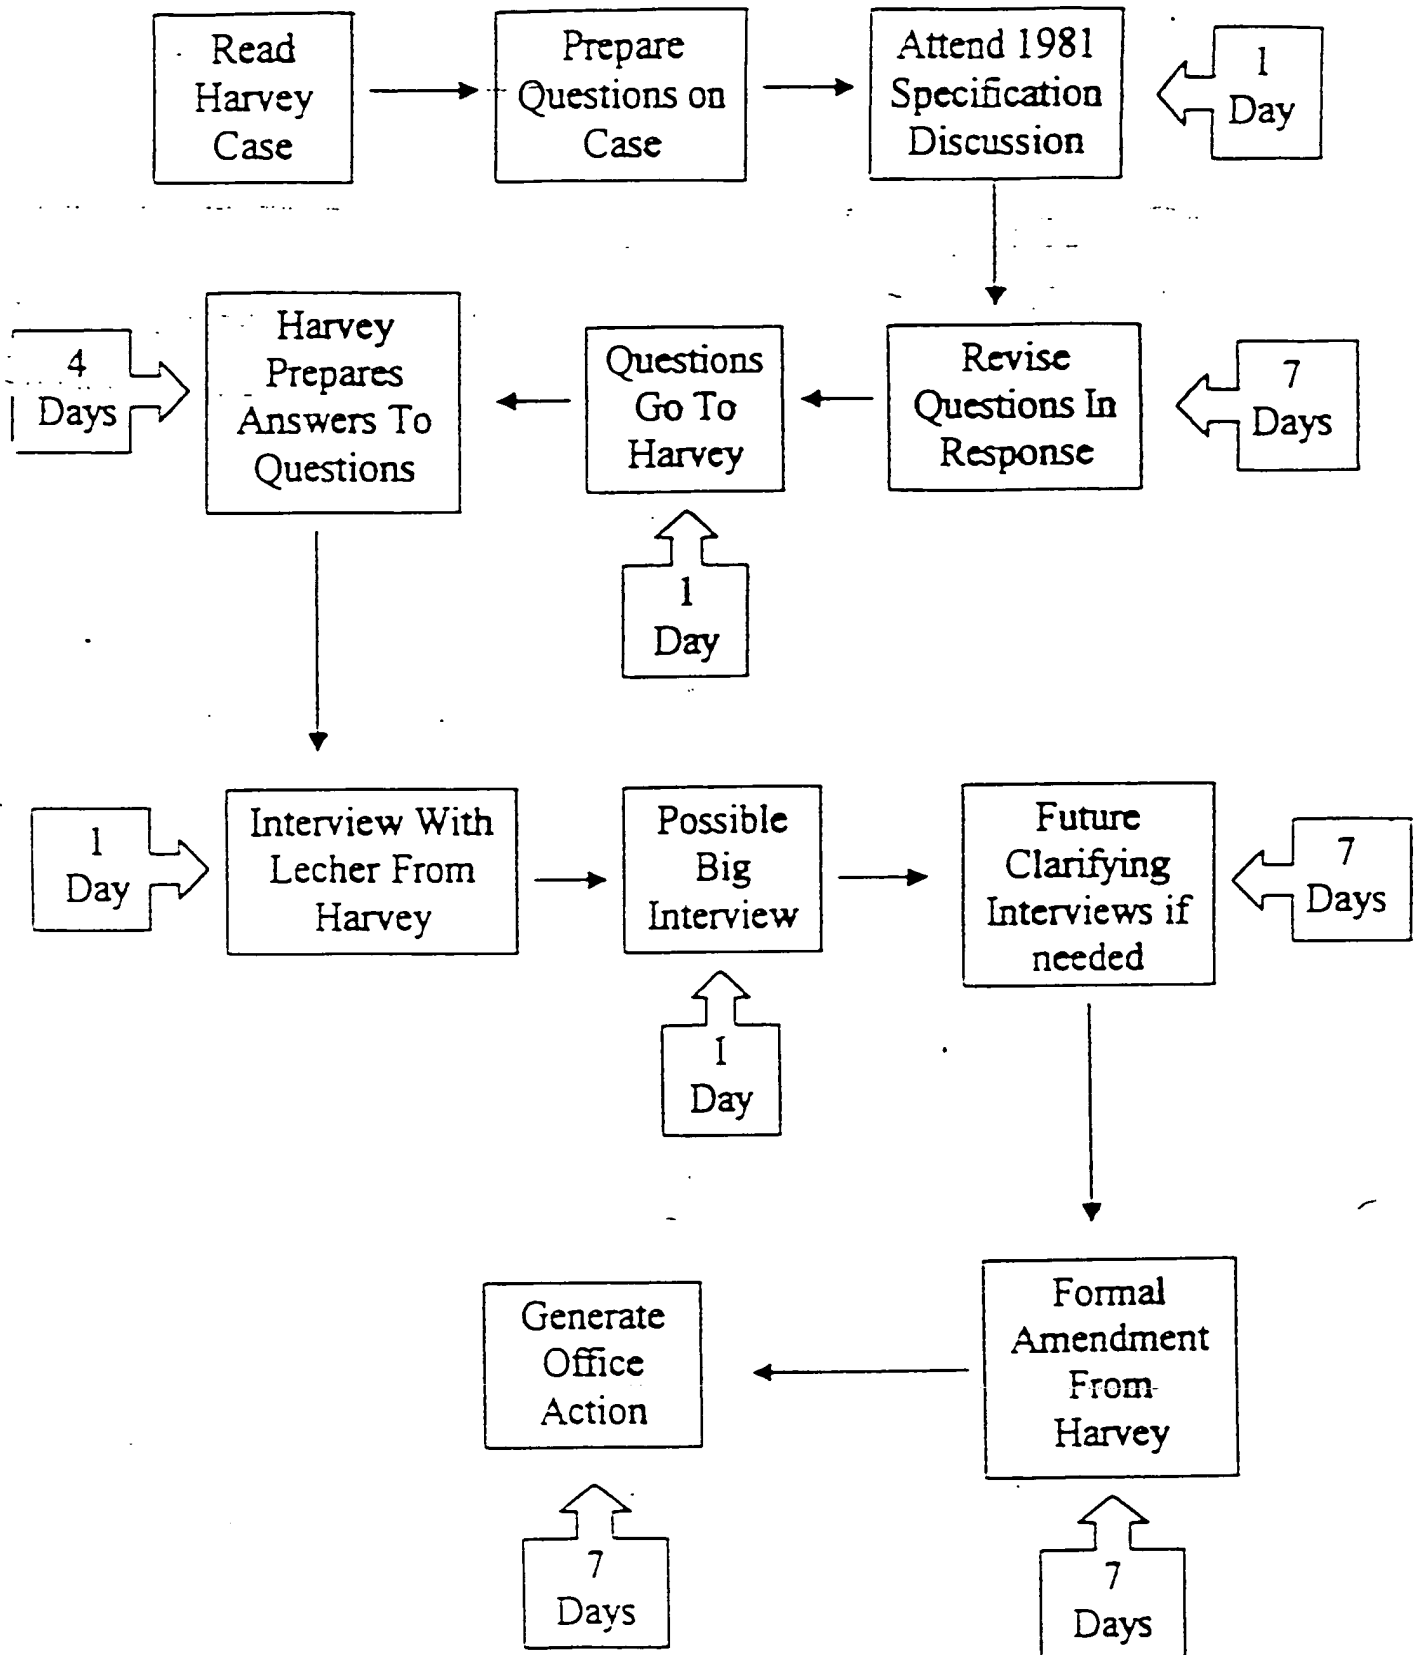 Read
Harvey
Case
Prepare
Questions on
Case
Attend 1981
Specification
Discussion
1
Day
Revise
Questions In
Response
7
Days
Questions
Go To
Harvey
1
Day
Harvey
Prepares
Answers To
Questions
4
Days
Interview With
Lecher From
Harvey
1
Day
Possible
Big
Interview
1
Day
Future
Clarifying
Interviews if
needed
7
Days
Formal
Amendment
From
Harvey
7
Days
Generate
Office
Action
7
Days